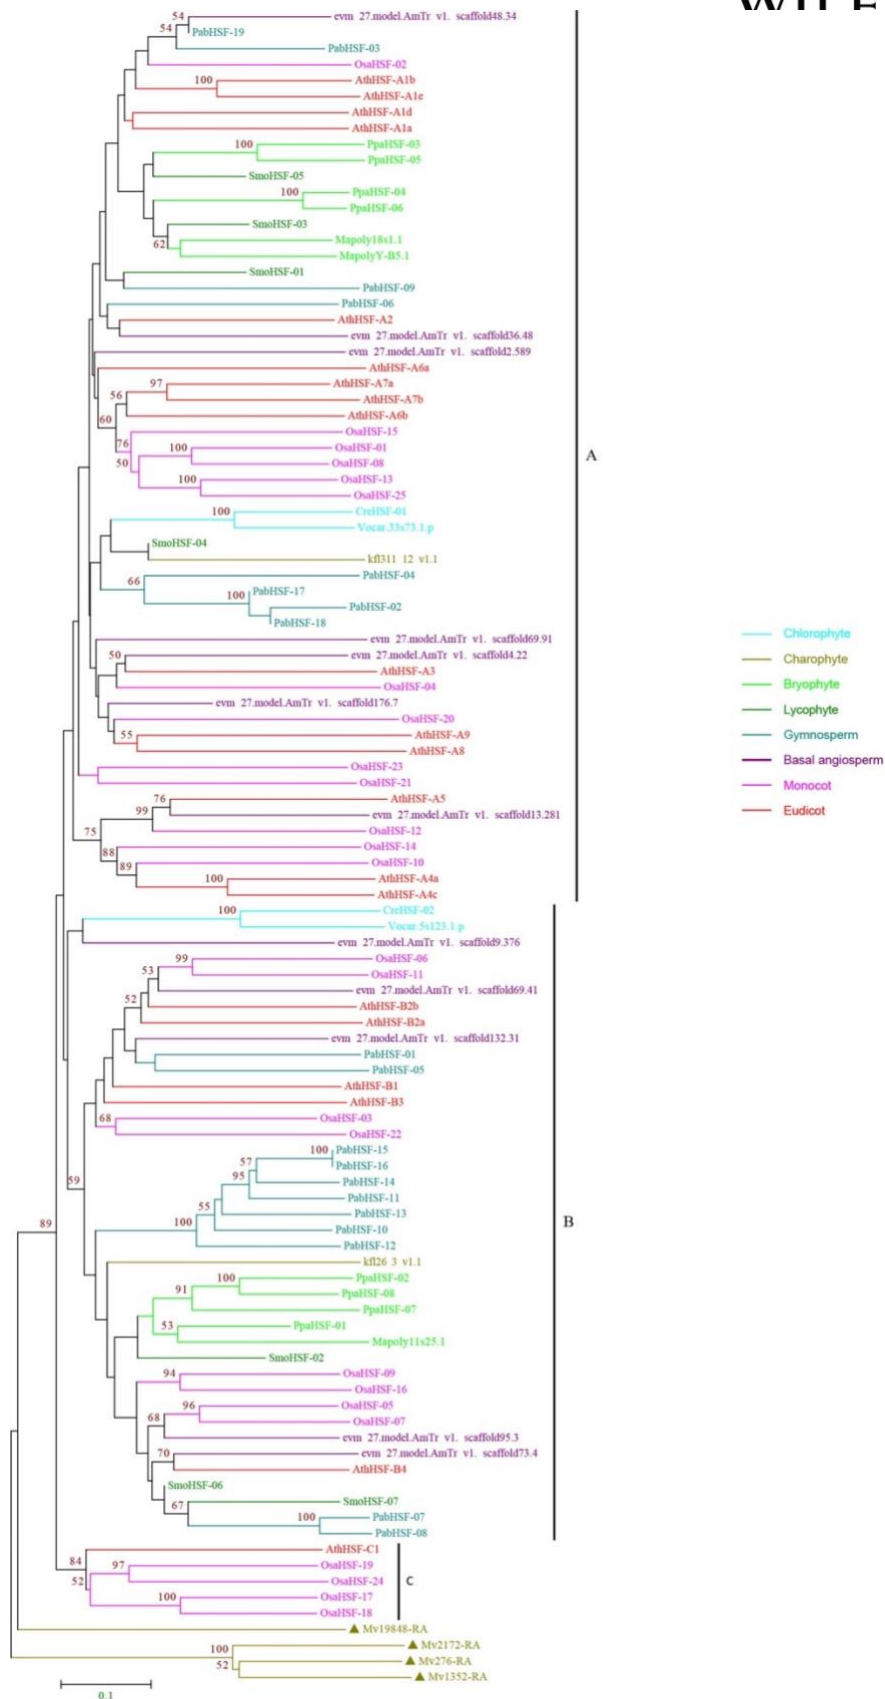 54
evm 27.model.AmTr v1. scaffold48.34
54
PabHSF-19
PabHSF-03
OsaHSF-02
100
AthHSF-A1b
AthHSF-A1e
AthHSF-A1d
AthHSF-A1a
100
PpaHSF-03
PpaHSF-05
SmoHSF-05
100
PpaHSF-04
PpaHSF-06
SmoHSF-03
62
Mapoly18s1.1
MapolyY-B5.1
SmoHSF-01
PabHSF-09
PabHSF-06
AthHSF-A2
evm 27.model.AmTr v1. scaffold36.48
evm 27.model.AmTr v1. scaffold2.589
AthHSF-A6a
97
AthHSF-A7a
56
AthHSF-A7b
AthHSF-A6b
60
OsaHSF-15
76
100
OsaHSF-01
50
OsaHSF-08
100
OsaHSF-13
OsaHSF-25
A
100
CreHSF-01
Vocar.33s73.1.p
SmoHSF-04
kfl311 12 v1.1
66
PabHSF-04
100
PabHSF-17
PabHSF-02
PabHSF-18
evm 27.model.AmTr v1. scaffold69.91
50
evm 27.model.AmTr v1. scaffold4.22
AthHSF-A3
OsaHSF-04
evm 27.model.AmTr v1. scaffold176.7
OsaHSF-20
55
AthHSF-A9
AthHSF-A8
OsaHSF-23
OsaHSF-21
76
AthHSF-A5
99
evm 27.model.AmTr v1. scaffold13.281
75
OsaHSF-12
88
OsaHSF-14
89
OsaHSF-10
100
AthHSF-A4a
AthHSF-A4c
Chlorophyte
Charophyte
Bryophyte
Lycophyte
Gymnosperm
Basal angiosperm
Monocot
Eudicot
100
CreHSF-02
Vocar.5s123.1.p
evm 27.model.AmTr v1. scaffold9.376
99
OsaHSF-06
53
OsaHSF-11
evm 27.model.AmTr v1. scaffold69.41
52
AthHSF-B2b
AthHSF-B2a
evm 27.model.AmTr v1. scaffold132.31
PabHSF-01
PabHSF-05
AthHSF-B1
AthHSF-B3
68
OsaHSF-03
OsaHSF-22
100
PabHSF-15
57
PabHSF-16
95
PabHSF-14
59
PabHSF-11
55
PabHSF-13
89
100
PabHSF-10
B
PabHSF-12
kfl26 3 v1.1
100
PpaHSF-02
91
PpaHSF-08
PpaHSF-07
53
PpaHSF-01
Mapoly11s25.1
SmoHSF-02
94
OsaHSF-09
OsaHSF-16
96
OsaHSF-05
68
OsaHSF-07
evm 27.model.AmTr v1. scaffold95.3
70
evm 27.model.AmTr v1. scaffold73.4
AthHSF-B4
SmoHSF-06
67
SmoHSF-07
100
PabHSF-07
PabHSF-08
AthHSF-C1
84
97
OsaHSF-19
52
OsaHSF-24
C
100
OsaHSF-17
OsaHSF-18
Mv19848-RA
100
Mv2172-RA
52
Mv276-RA
Mv1352-RA
0.1